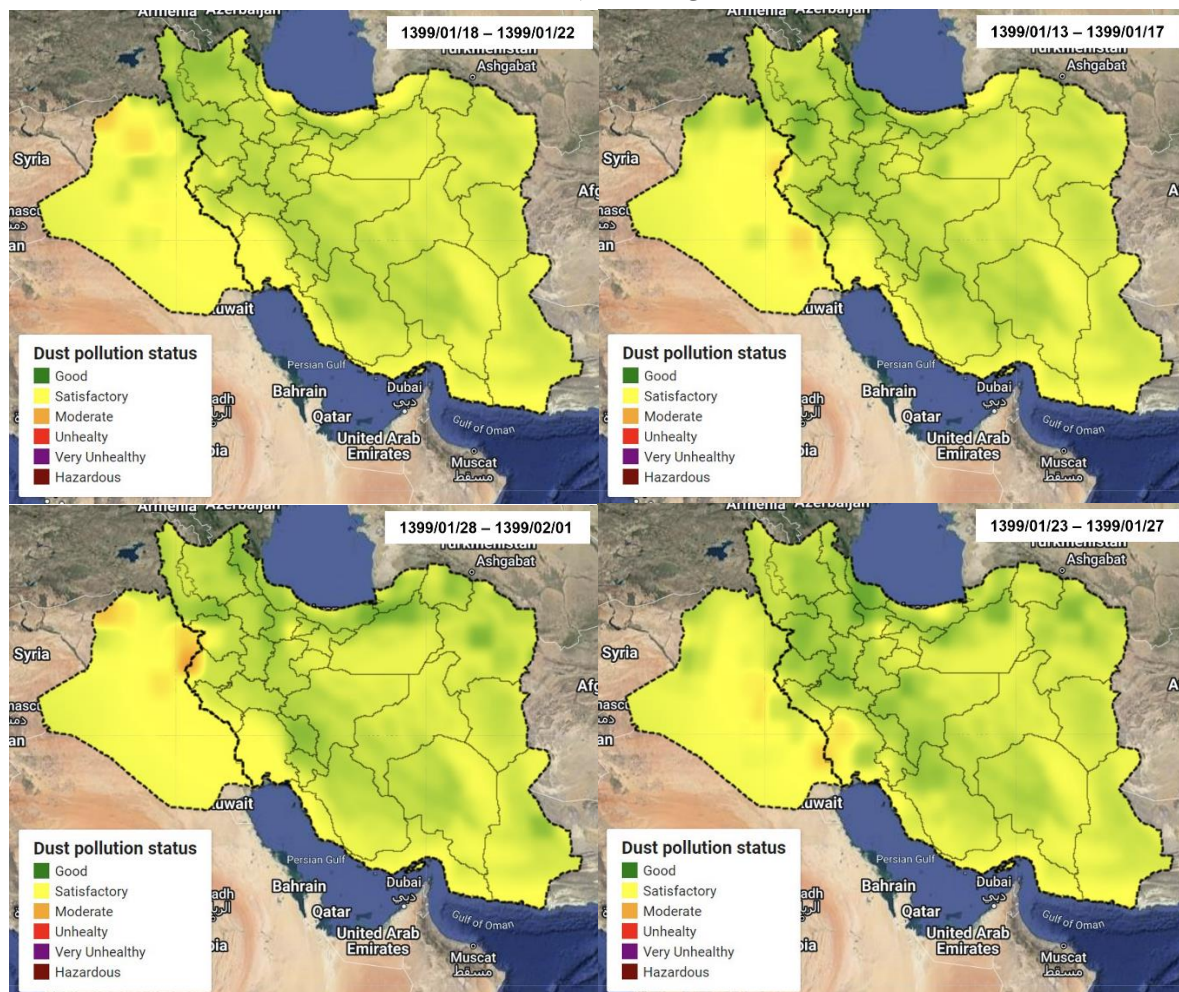 Armenia Azerbaijan
1399/01/18 – 1399/01/22
Turkmenistan
Ashgabat
Syria
Kuwait
Persian Gulf
Bahrain
Qatar
Dubai
دبي
United Arab
Emirates
Gulf of Oman
Muscat
مسقط
Dust pollution status
Good
Satisfactory
Moderate
Unhealty
Very Unhealthy
Hazardous
Armenia Azerbaijan
1399/01/13 – 1399/01/17
Turkmenistan
Ashgabat
Syria
Kuwait
Persian Gulf
Bahrain
Qatar
Dubai
دبي
United Arab
Emirates
Gulf of Oman
Muscat
مسقط
Dust pollution status
Good
Satisfactory
Moderate
Unhealty
Very Unhealthy
Hazardous
Armenia Azerbaijan
1399/01/28 – 1399/02/01
Turkmenistan
Ashgabat
Syria
Kuwait
Persian Gulf
Bahrain
Qatar
Dubai
دبي
United Arab
Emirates
Gulf of Oman
Muscat
مسقط
Dust pollution status
Good
Satisfactory
Moderate
Unhealty
Very Unhealthy
Hazardous
Armenia Azerbaijan
1399/01/23 – 1399/01/27
Turkmenistan
Ashgabat
Syria
Kuwait
Persian Gulf
Bahrain
Qatar
Dubai
دبي
United Arab
Emirates
Gulf of Oman
Muscat
مسقط
Dust pollution status
Good
Satisfactory
Moderate
Unhealty
Very Unhealthy
Hazardous